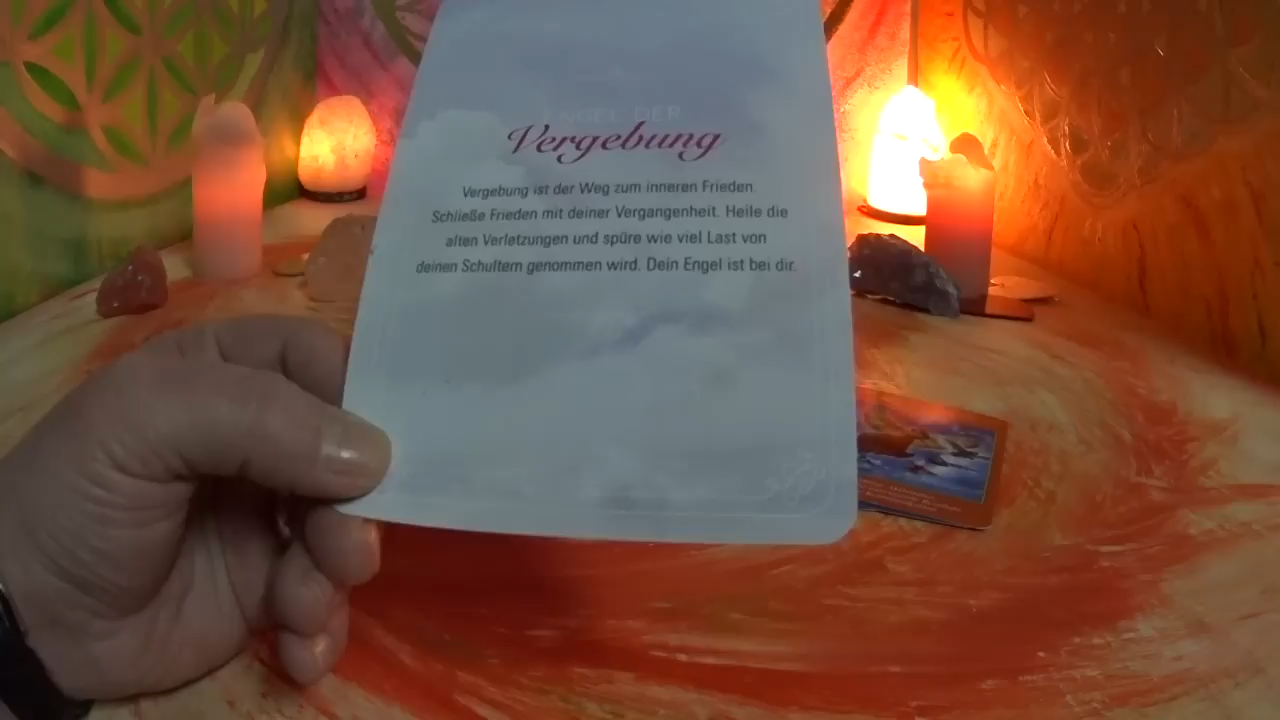 ENGEL DER
Vergebung
Vergebung ist der Weg zum inneren Frieden.
Schließe Frieden mit deiner Vergangenheit. Heile die
alten Verletzungen und spüre wie viel Last von
deinen Schultern genommen wird. Dein Engel ist bei dir.